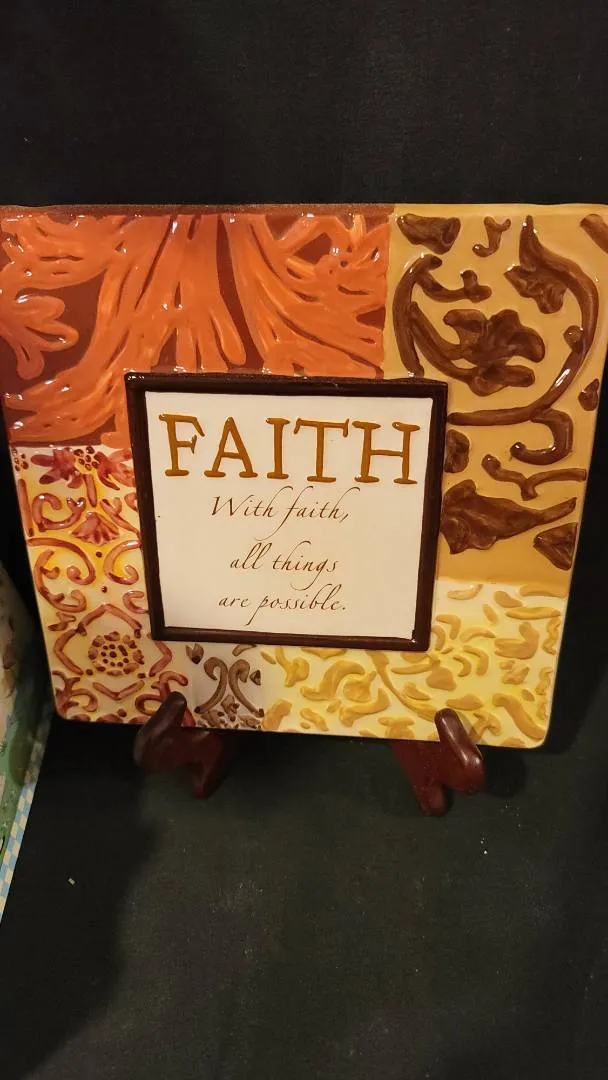 FAITH
With faith,
all things
are possible.